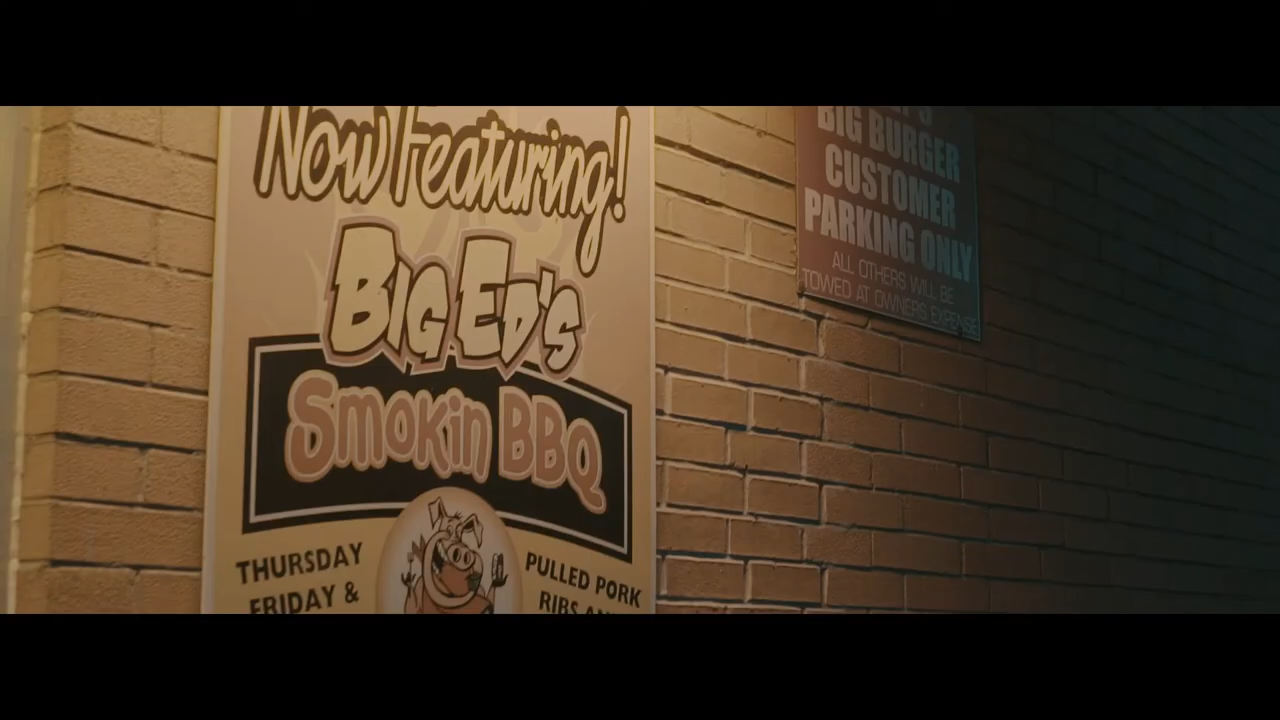 Now Featuring!
BIG ED'S
Smokin BBQ
THURSDAY
FRIDAY &
PULLED PORK
RIBS
BIG BURGER
CUSTOMER
PARKING ONLY
ALL OTHERS WILL BE
TOWED AT OWNERS EXPENSE